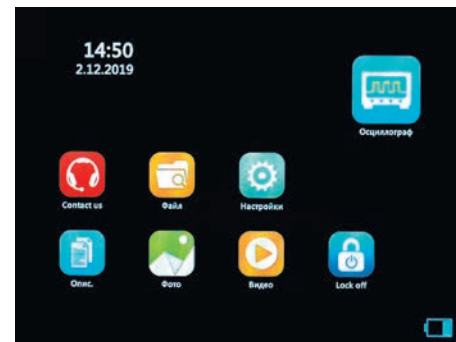 14:50
2.12.2019
Осциллограф
Contact us
Файл
Настройки
Опис.
Фото
Видео
Lock off